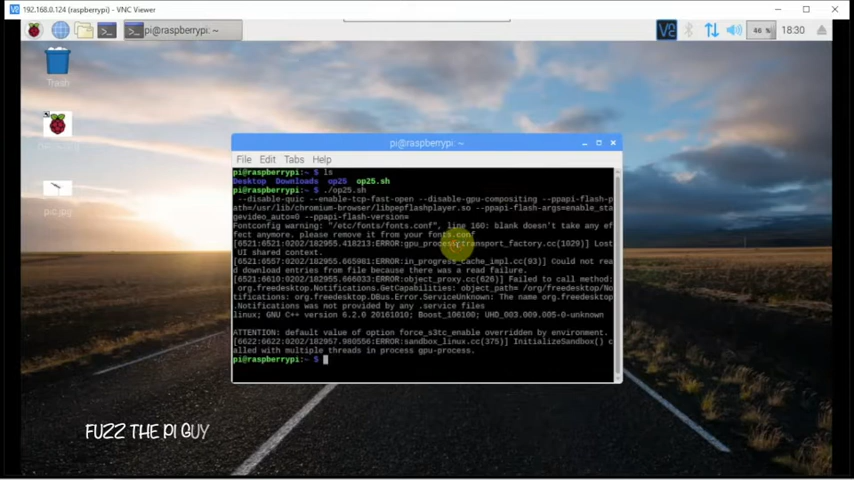 192.168.0.124 (raspberrypi) - VNC Viewer
pi@raspberrypi: ~
46 %
18:30
Trash
pic.jpg
pi@raspberrypi: ~
File Edit Tabs Help
pi@raspberrypi:~ $ ls
Desktop Downloads op25 op25.sh
pi@raspberrypi:~ $ ./op25.sh
--disable-quic --enable-tcp-fast-open --disable-gpu-compositing --ppapi-flash-p
ath=/usr/lib/chromium-browser/libpepflashplayer.so --ppapi-flash-args=enable_sta
gevideo_auto=0 --ppapi-flash-version=
Fontconfig warning: "/etc/fonts/fonts.conf", line 160: blank doesn't take any ef
fect anymore. please remove it from your fonts.conf
[6521:6521:0202/182955.418213:ERROR:gpu_process_transport_factory.cc(1029)] Lost
UI shared context.
[6521:6557:0202/182955.665981:ERROR:in_progress_cache_impl.cc(93)] Could not rea
d download entries from file because there was a read failure.
[6521:6610:0202/182955.666033:ERROR:object_proxy.cc(626)] Failed to call method:
org.freedesktop.Notifications.GetCapabilities: object_path= /org/freedesktop/No
tifications: org.freedesktop.DBus.Error.ServiceUnknown: The name org.freedesktop
.Notifications was not provided by any .service files
linux; GNU C++ version 6.2.0 20161010; Boost_106100; UHD_003.009.005-0-unknown
ATTENTION: default value of option force_s3tc_enable overridden by environment.
[6622:6622:0202/182957.980556:ERROR:sandbox_linux.cc(375)] InitializeSandbox() c
alled with multiple threads in process gpu-process.
pi@raspberrypi:~ $
FUZZ THE PI GUY